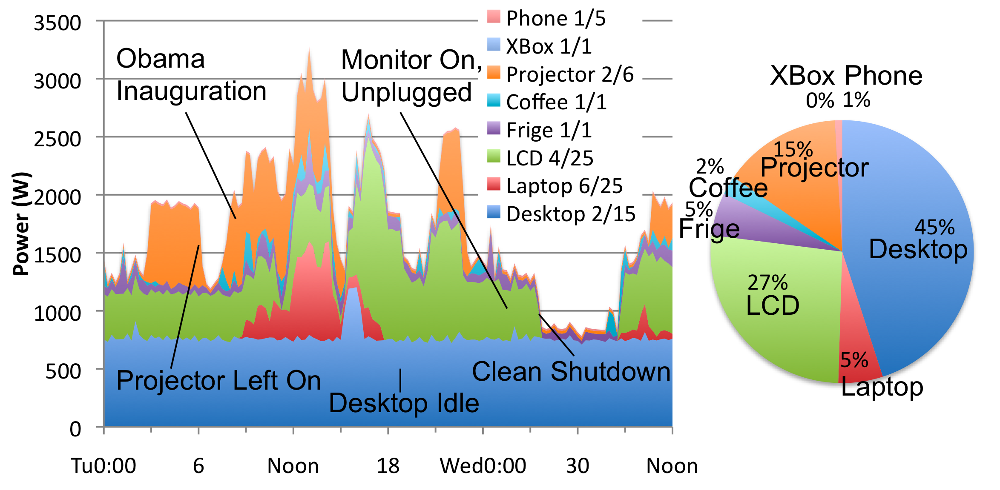 3500
3000
2500
2000
1500
1000
500
0
Power (W)
Obama
Inauguration
Monitor On,
Unplugged
Projector Left On
Desktop Idle
Clean Shutdown
Phone 1/5
XBox 1/1
Projector 2/6
Coffee 1/1
Frige 1/1
LCD 4/25
Laptop 6/25
Desktop 2/15
Tu0:00 6 Noon 18 Wed0:00 30 Noon
XBox Phone
0% 1%
15%
Projector
2%
Coffee
5%
Frige
45%
Desktop
27%
LCD
5%
Laptop